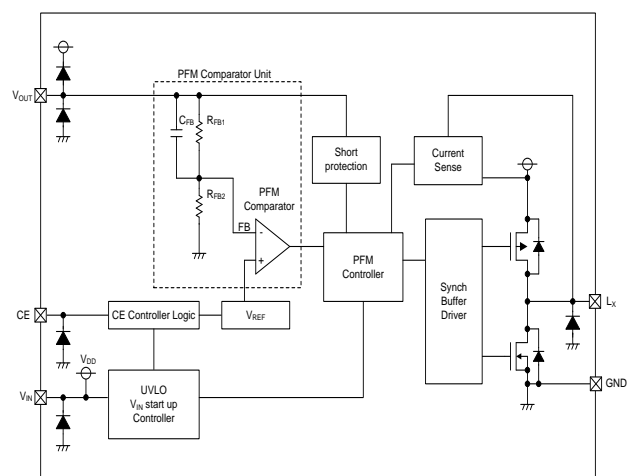 PFM Comparator Unit
VOUT
CFB
RFB1
RFB2
Short
protection
Current
Sense
PFM
Comparator
FB
-
+
PFM
Controller
Synch
Buffer
Driver
CE
CE Controller Logic
VREF
LX
VDD
VIN
UVLO
VIN start up
Controller
GND